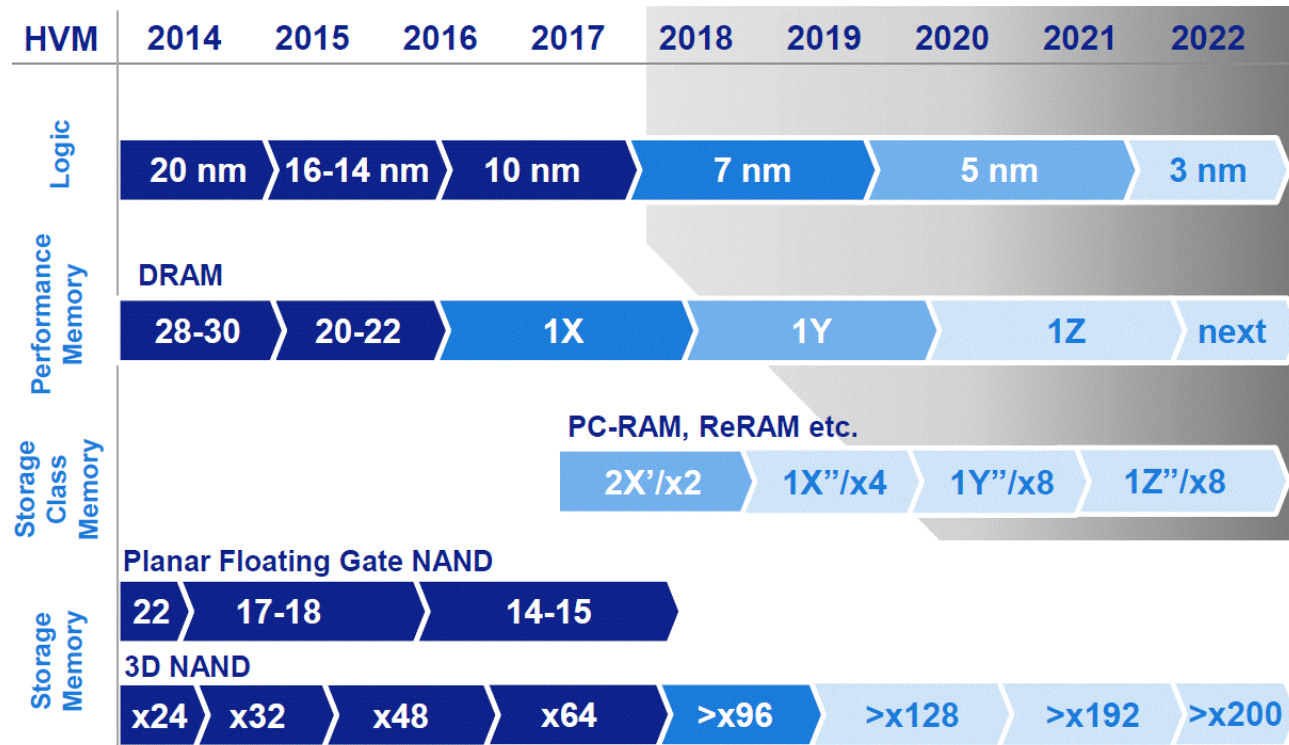 HVM 2014 2015 2016 2017 2018 2019 2020 2021 2022
Logic
20 nm 16-14 nm 10 nm 7 nm 5 nm 3 nm
Performance
Memory
DRAM
28-30 20-22 1X 1Y 1Z next
Storage
Class
Memory
PC-RAM, ReRAM etc.
2X’/x2 1X”/x4 1Y”/x8 1Z”/x8
Storage
Memory
Planar Floating Gate NAND
22 17-18 14-15
3D NAND
x24 x32 x48 x64 >x96 >x128 >x192 >x200